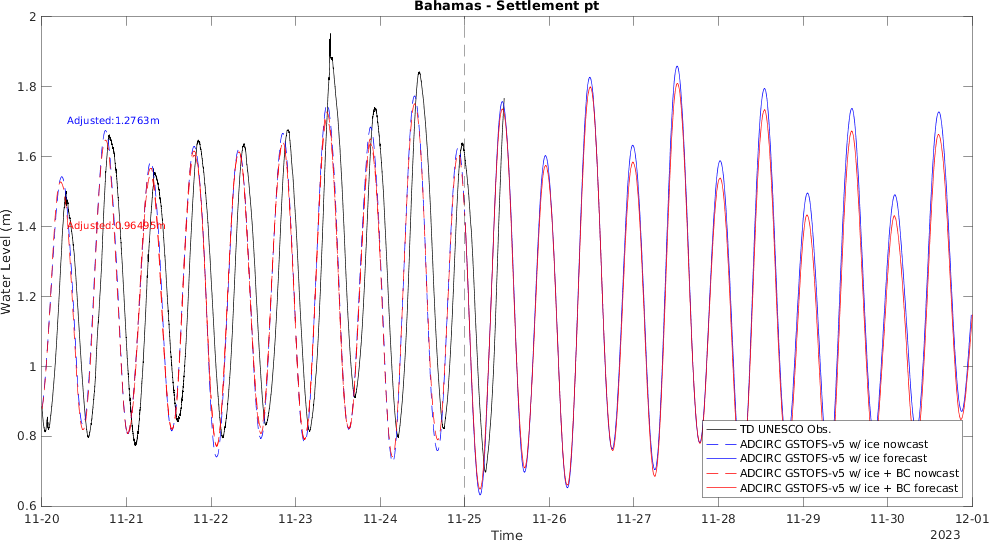 Bahamas - Settlement pt
2
1.8
1.6
1.4
1.2
1
0.8
0.6
Water Level (m)
Adjusted:1.2763m
Adjusted:0.96495m
TD UNESCO Obs.
ADCIRC GSTOFS-v5 w/ ice nowcast
ADCIRC GSTOFS-v5 w/ ice forecast
ADCIRC GSTOFS-v5 w/ ice + BC nowcast
ADCIRC GSTOFS-v5 w/ ice + BC forecast
11-20 11-21 11-22 11-23 11-24 11-25 11-26 11-27 11-28 11-29 11-30 12-01
Time
2023